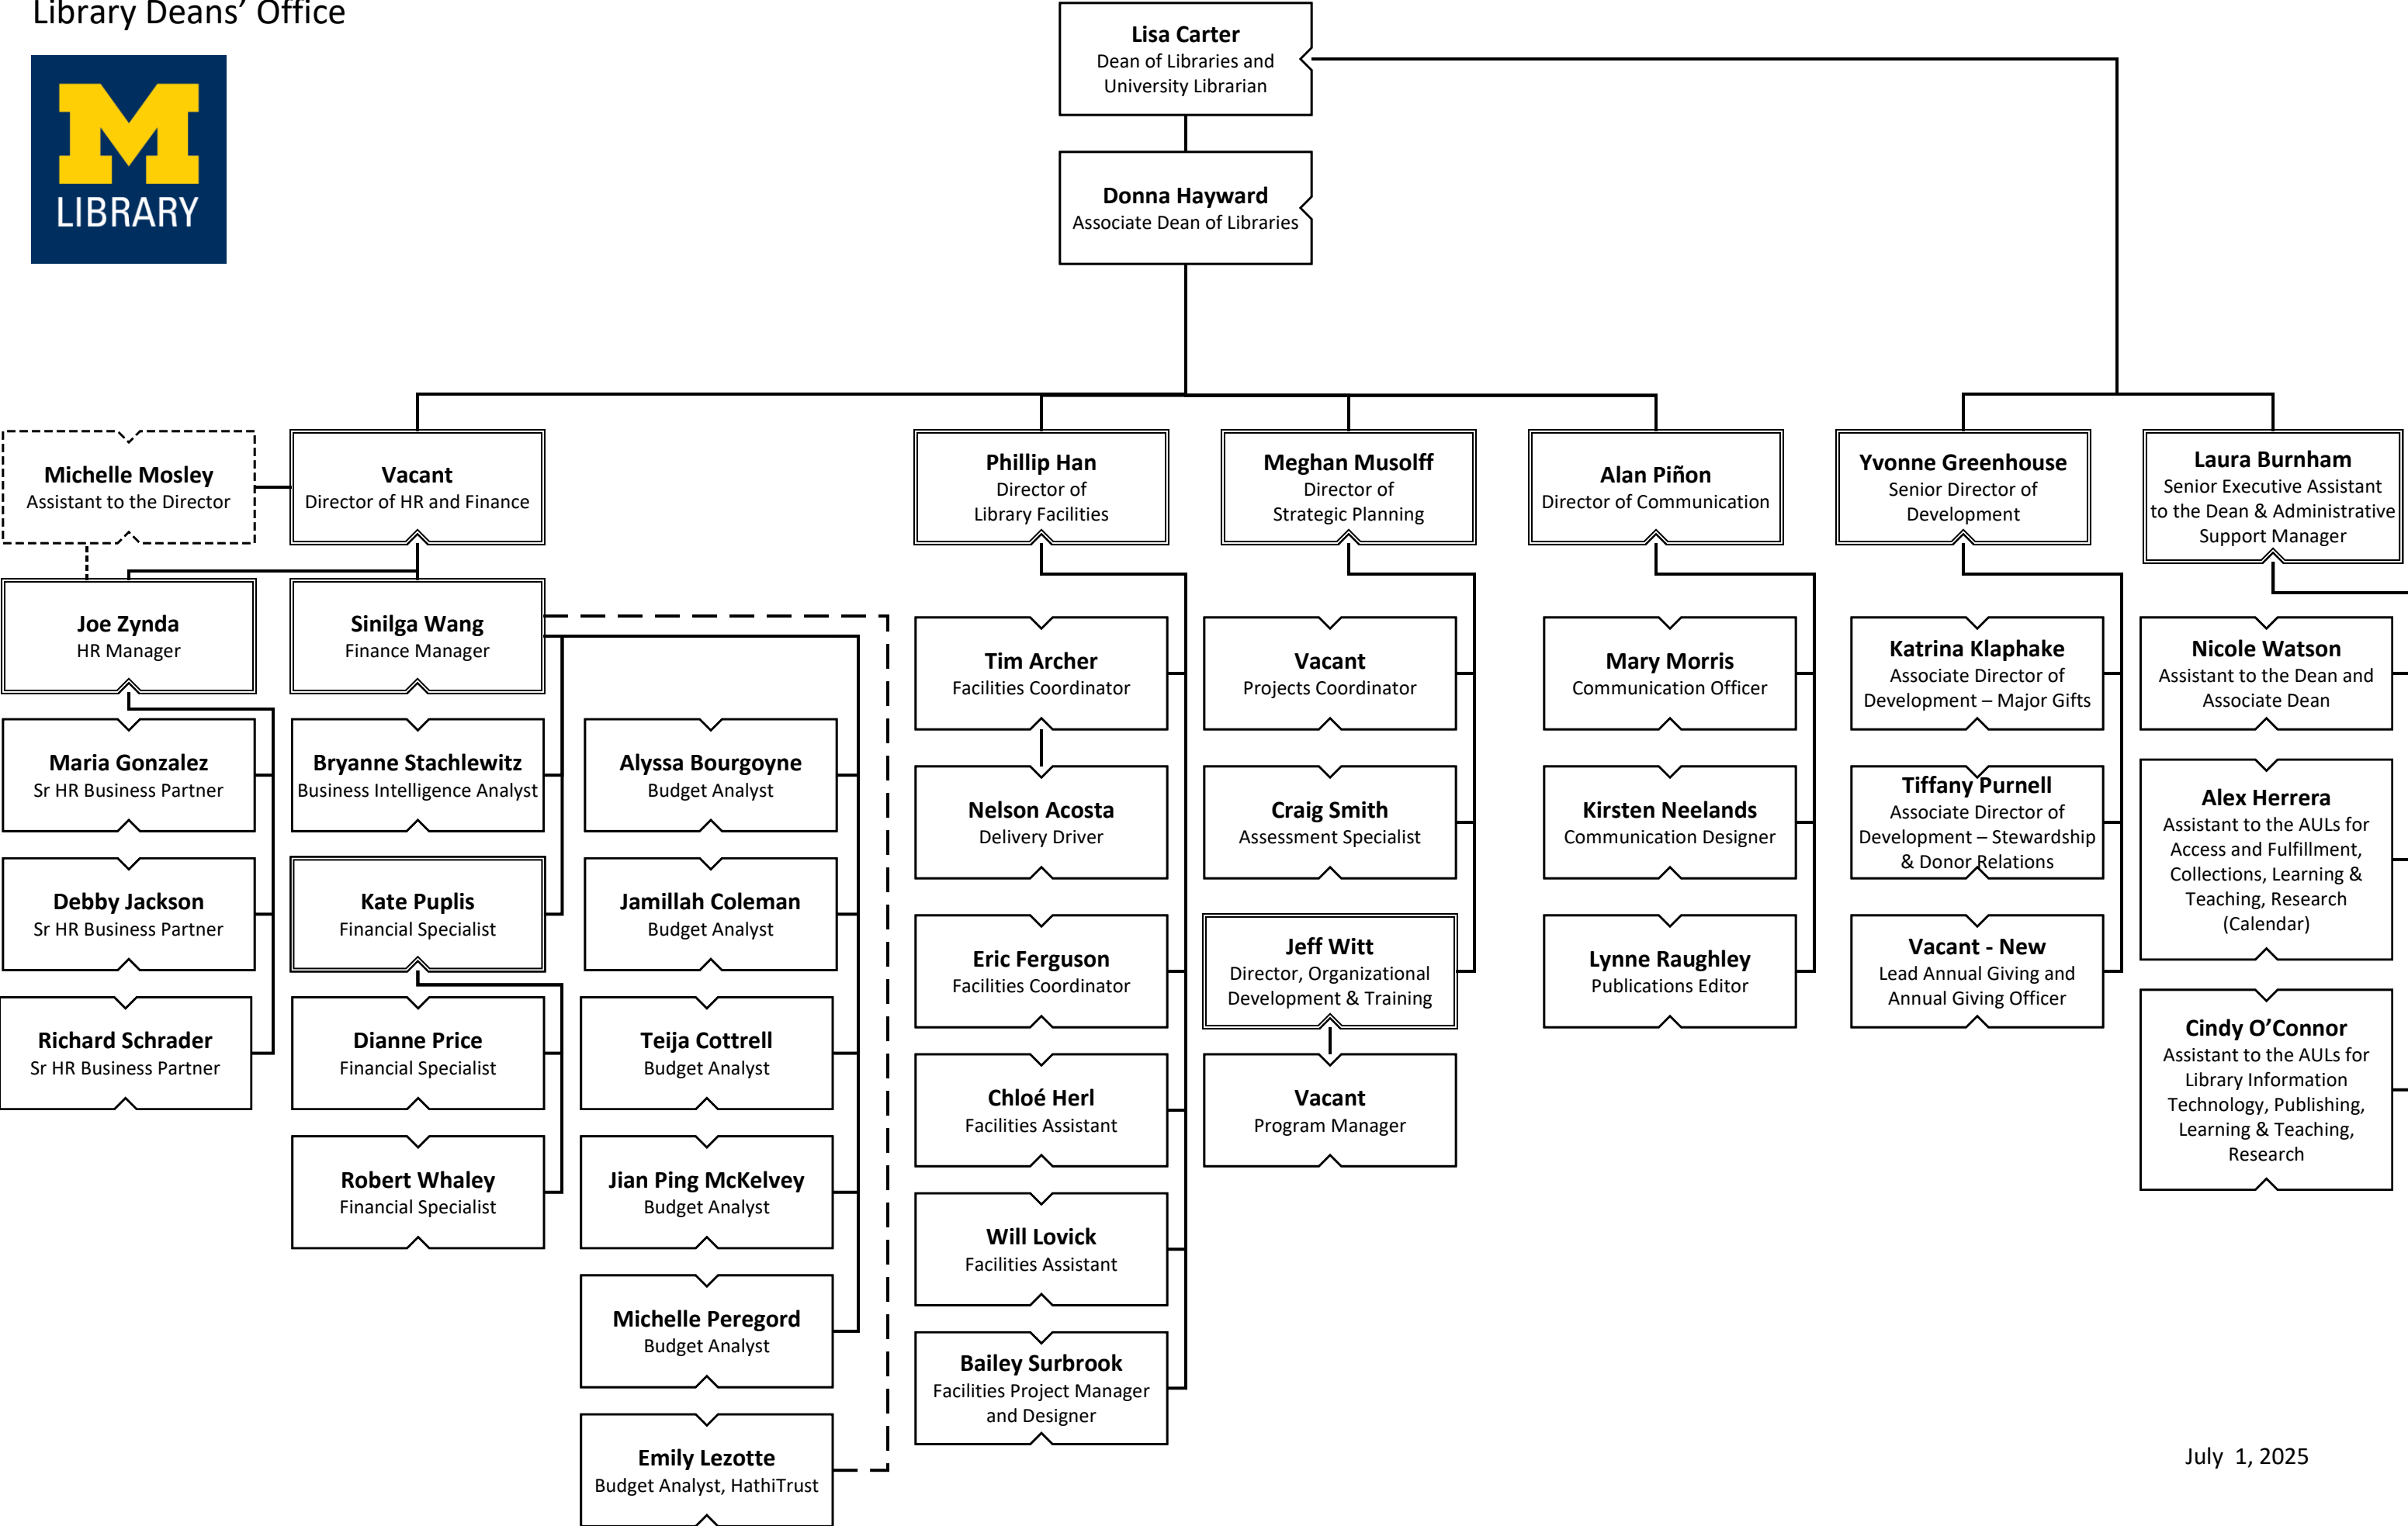 Library Deans’ Office
M
LIBRARY
Lisa Carter
Dean of Libraries and
University Librarian
Donna Hayward
Associate Dean of Libraries
Michelle Mosley
Assistant to the Director
Vacant
Director of HR and Finance
Phillip Han
Director of
Library Facilities
Meghan Musolff
Director of
Strategic Planning
Alan Piñon
Director of Communication
Yvonne Greenhouse
Senior Director of
Development
Laura Burnham
Senior Executive Assistant
to the Dean & Administrative
Support Manager
Joe Zynda
HR Manager
Maria Gonzalez
Sr HR Business Partner
Debby Jackson
Sr HR Business Partner
Richard Schrader
Sr HR Business Partner
Sinilga Wang
Finance Manager
Bryanne Stachlewitz
Business Intelligence Analyst
Kate Puplis
Financial Specialist
Dianne Price
Financial Specialist
Robert Whaley
Financial Specialist
Alyssa Bourgoyne
Budget Analyst
Jamillah Coleman
Budget Analyst
Teija Cottrell
Budget Analyst
Jian Ping McKelvey
Budget Analyst
Michelle Peregord
Budget Analyst
Emily Lezotte
Budget Analyst, HathiTrust
Tim Archer
Facilities Coordinator
Nelson Acosta
Delivery Driver
Eric Ferguson
Facilities Coordinator
Chloé Herl
Facilities Assistant
Will Lovick
Facilities Assistant
Bailey Surbrook
Facilities Project Manager
and Designer
Vacant
Projects Coordinator
Craig Smith
Assessment Specialist
Jeff Witt
Director, Organizational
Development & Training
Vacant
Program Manager
Mary Morris
Communication Officer
Kirsten Neelands
Communication Designer
Lynne Raughley
Publications Editor
Katrina Klaphake
Associate Director of
Development – Major Gifts
Tiffany Purnell
Associate Director of
Development – Stewardship
& Donor Relations
Vacant - New
Lead Annual Giving and
Annual Giving Officer
Nicole Watson
Assistant to the Dean and
Associate Dean
Alex Herrera
Assistant to the AULs for
Access and Fulfillment,
Collections, Learning &
Teaching, Research
(Calendar)
Cindy O’Connor
Assistant to the AULs for
Library Information
Technology, Publishing,
Learning & Teaching,
Research
July 1, 2025